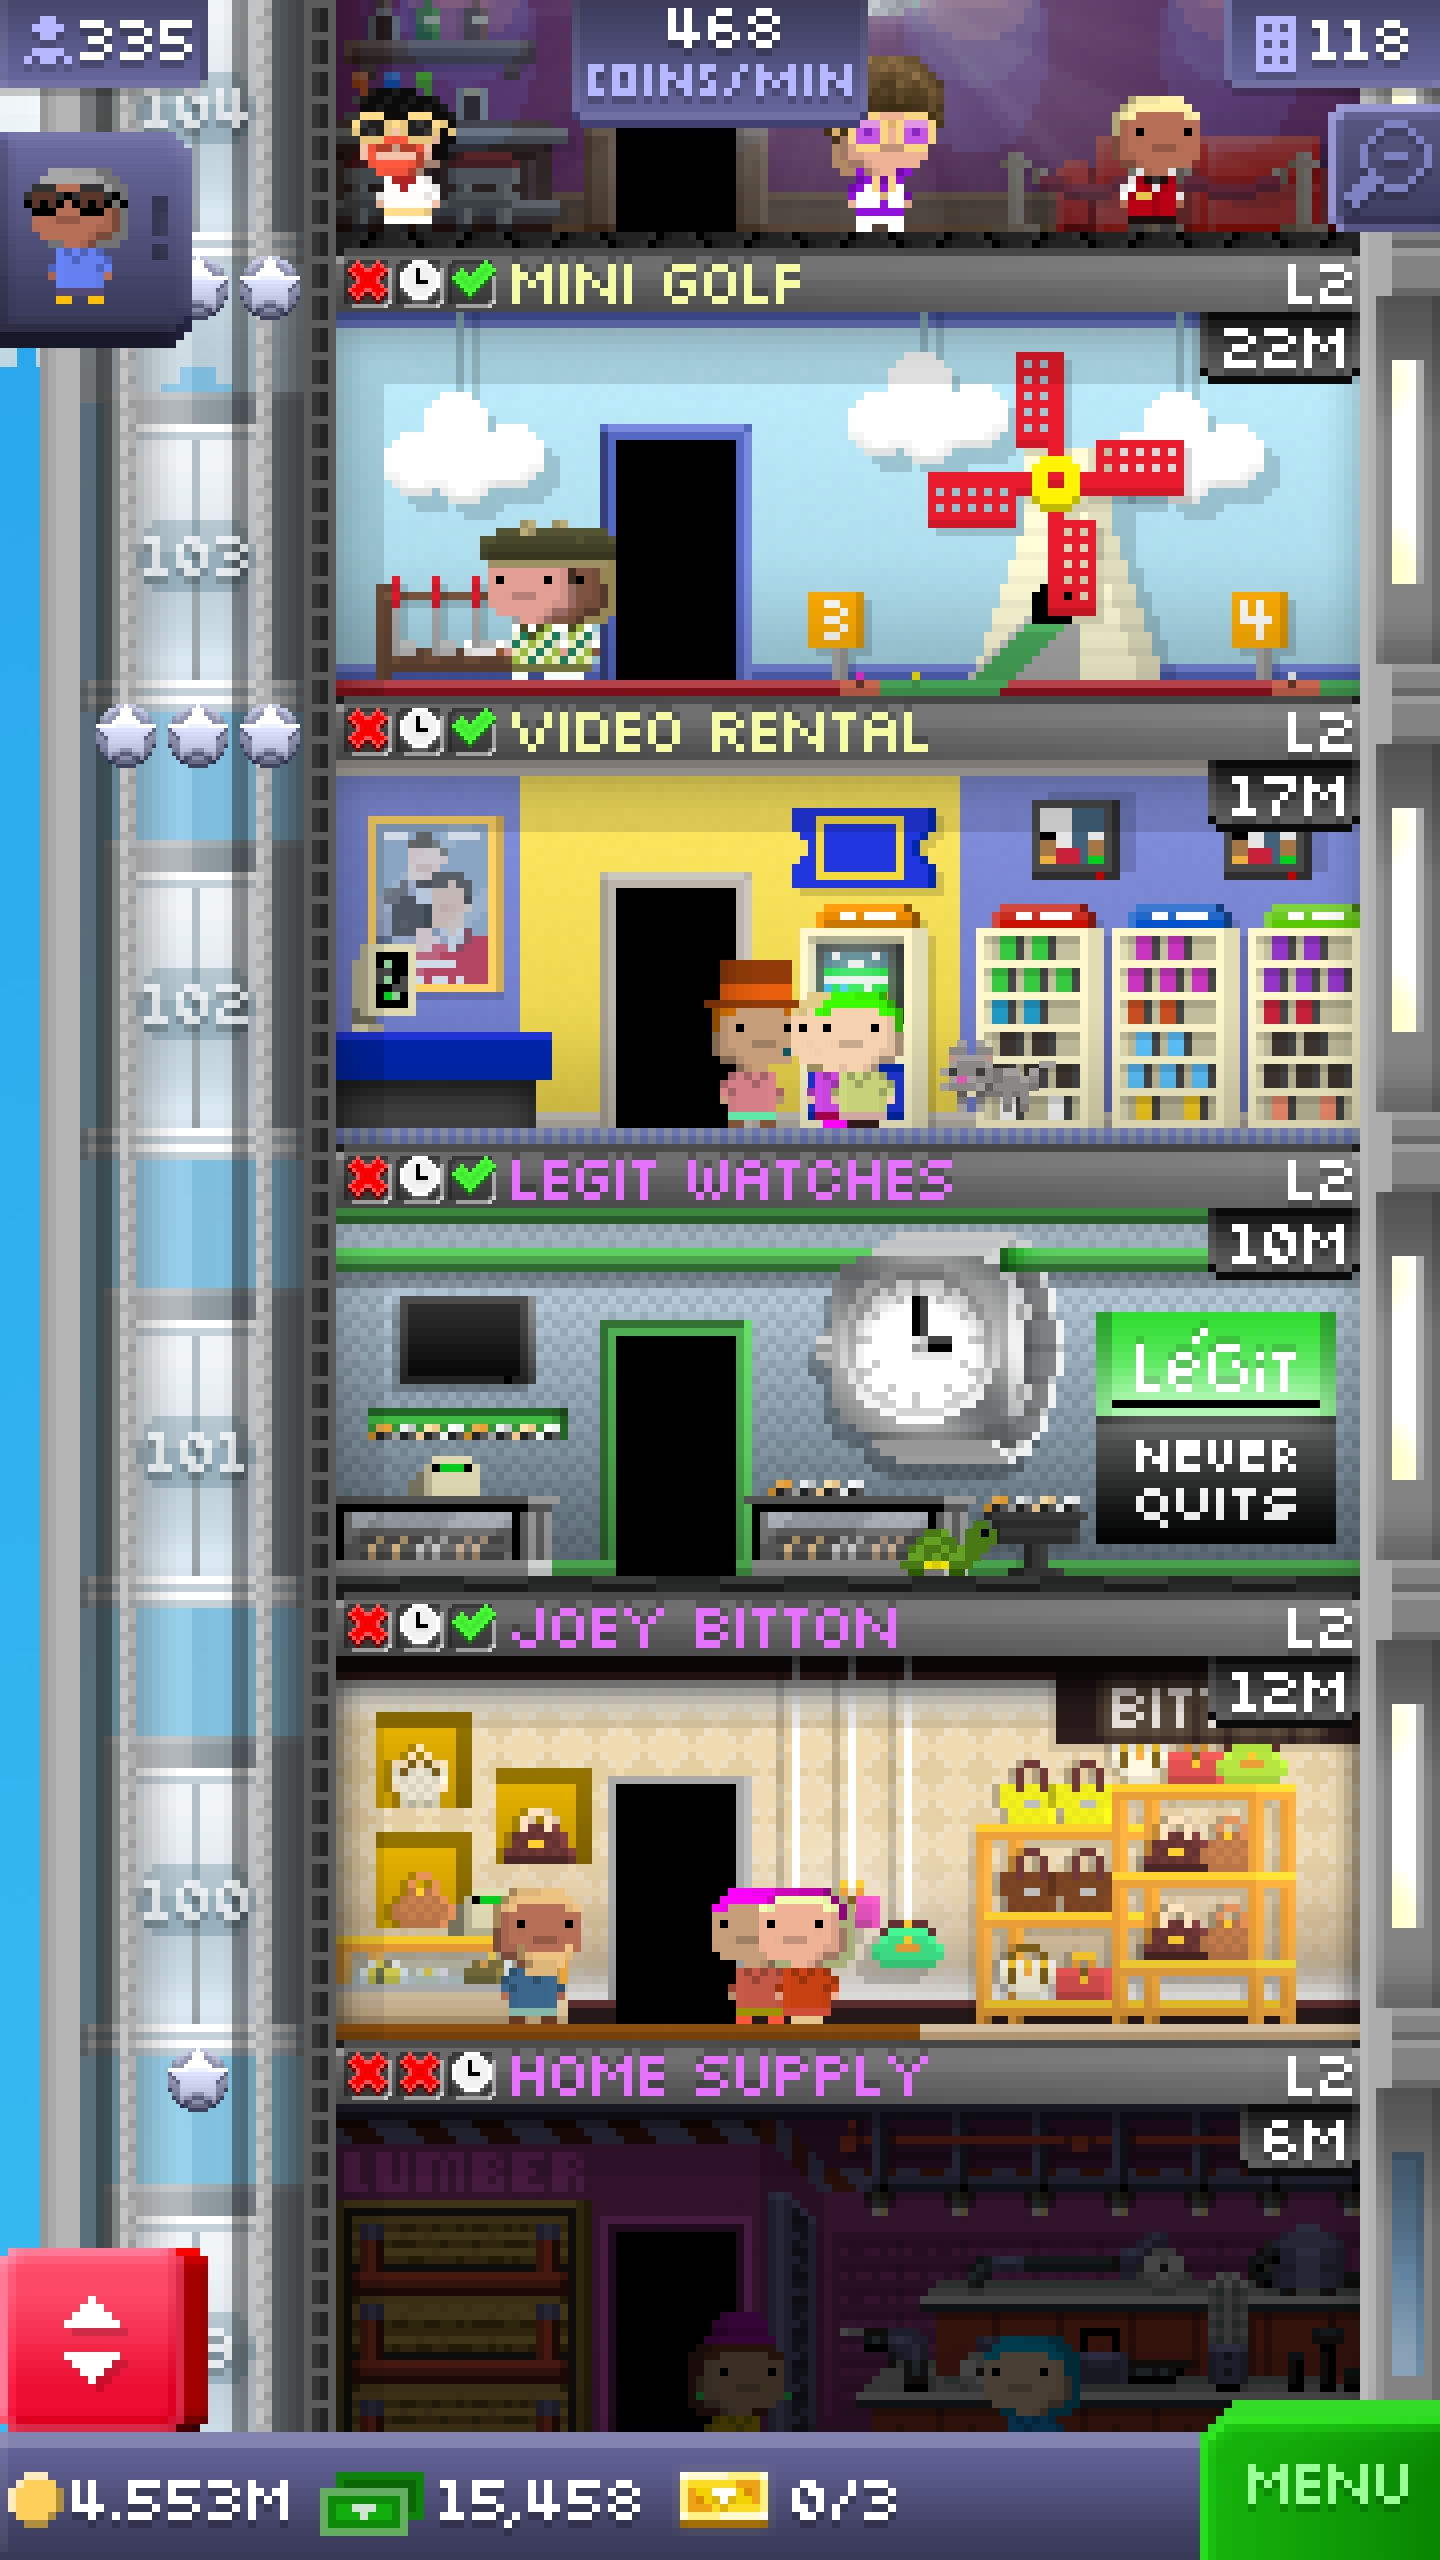 335
468
COINS/MIN
118
104
MINI GOLF
L2
22M
103
3
4
VIDEO RENTAL
L2
17M
102
LEGIT WATCHES
L2
10M
LéGiT
NEVER
QUITS
101
JOEY BITTON
L2
12M
BIT
100
HOME SUPPLY
L2
6M
LUMBER
4.553M
15,458
0/3
MENU